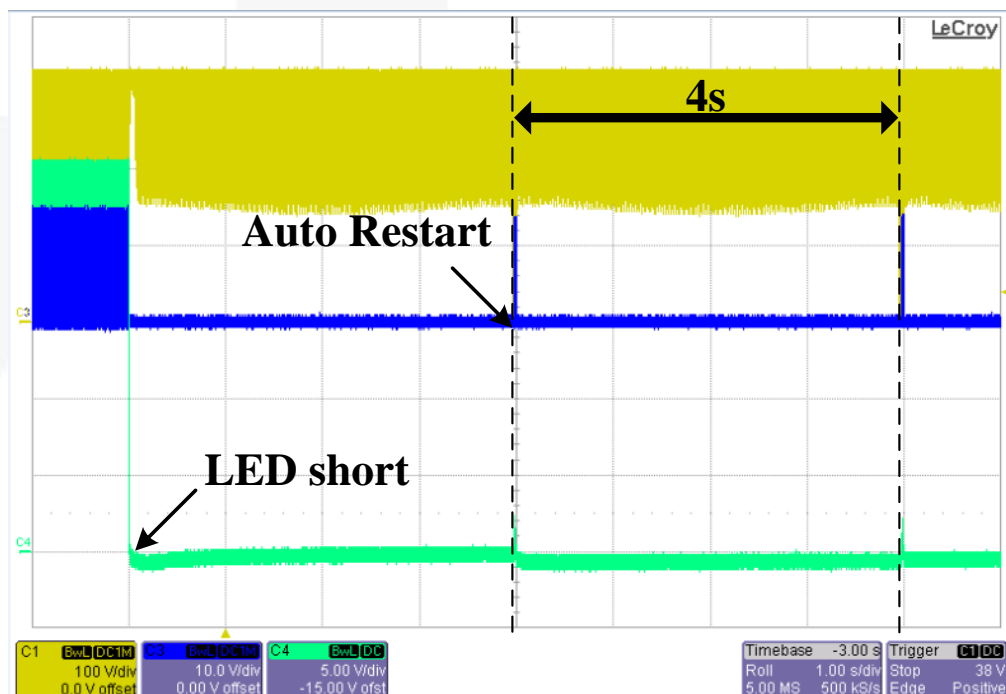 LeCroy
4s
Auto Restart
C3
LED short
C4
C1 BwL DC1M
100 V/div
0.0 V offset
C3 BwL DC1M
10.0 V/div
0.00 V offset
C4 BwL DC
5.00 V/div
-15.00 V ofst
Timebase -3.00 s
Roll 1.00 s/div
5.00 MS 500 kS/s
Trigger C1 DC
Stop 38 V
Edge Positive